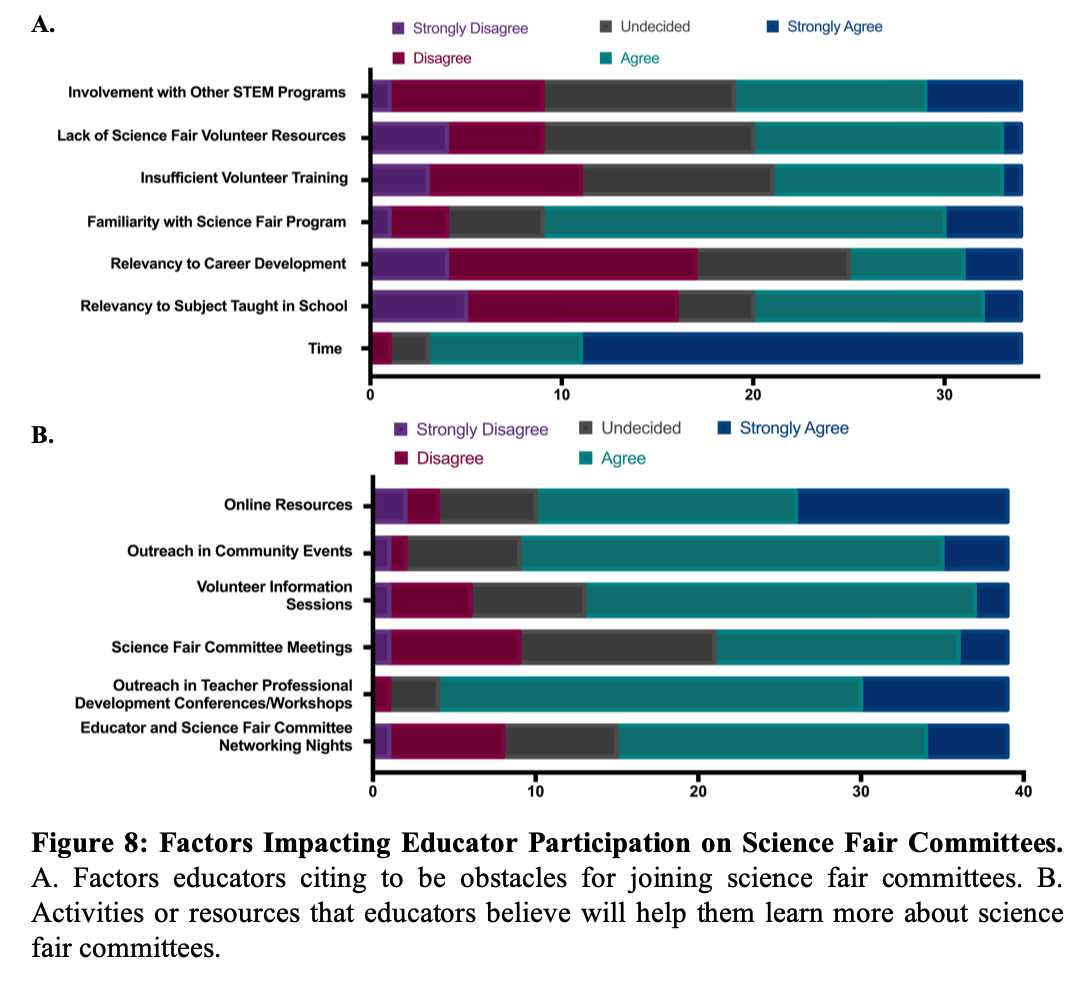 A.
Strongly Disagree Undecided Strongly Agree
Disagree Agree
Involvement with Other STEM Programs
Lack of Science Fair Volunteer Resources
Insufficient Volunteer Training
Familiarity with Science Fair Program
Relevancy to Career Development
Relevancy to Subject Taught in School
Time
0 10 20 30
B.
Strongly Disagree Undecided Strongly Agree
Disagree Agree
Online Resources
Outreach in Community Events
Volunteer Information
Sessions
Science Fair Committee Meetings
Outreach in Teacher Professional
Development Conferences/Workshops
Educator and Science Fair Committee
Networking Nights
0 10 20 30 40
Figure 8: Factors Impacting Educator Participation on Science Fair Committees.
A. Factors educators citing to be obstacles for joining science fair committees. B.
Activities or resources that educators believe will help them learn more about science
fair committees.